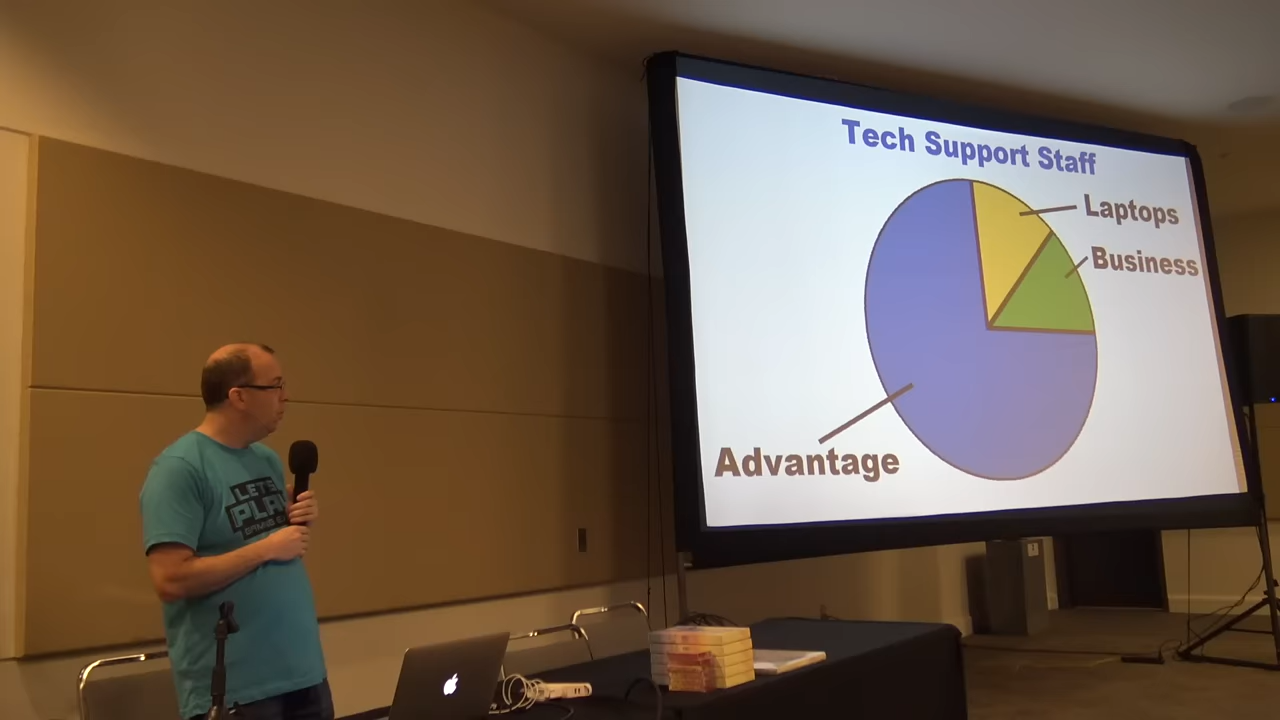 Tech Support Staff
Laptops
Business
Advantage
LET'S
PLAY